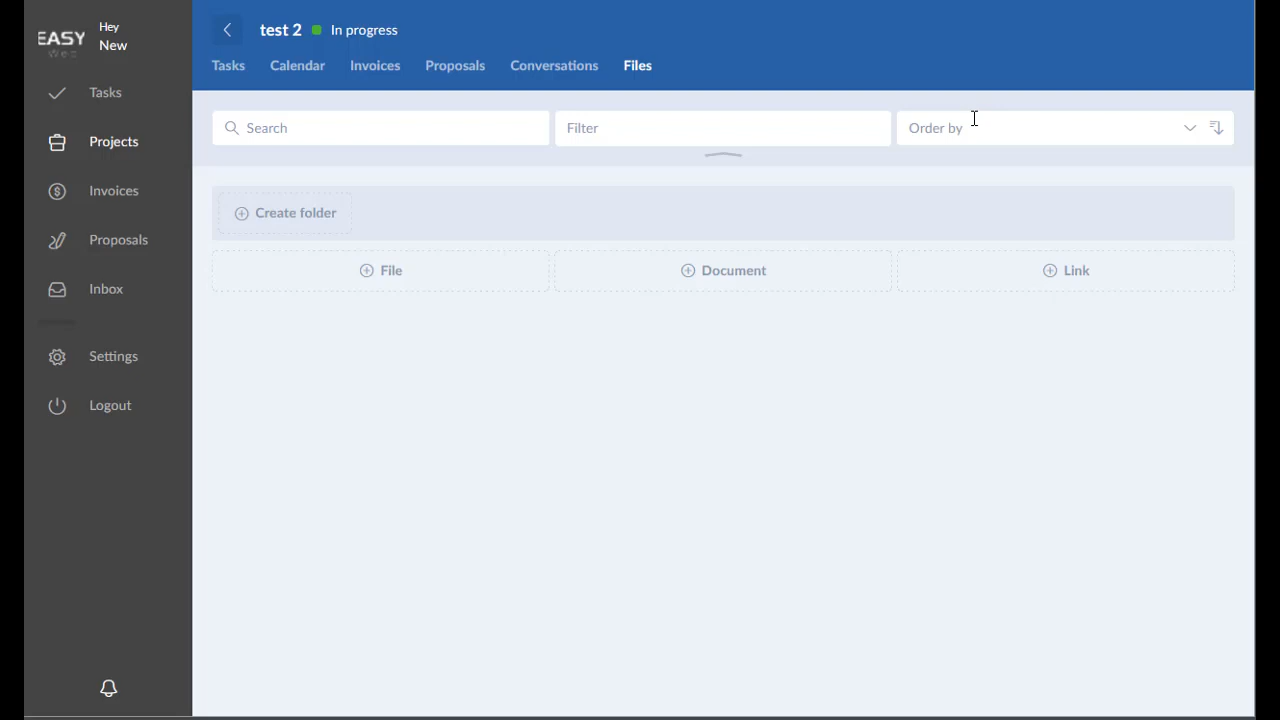 EASY
Hey
New
Tasks
Projects
Invoices
Proposals
Inbox
Settings
Logout
test 2 In progress
Tasks Calendar Invoices Proposals Conversations Files
Search Filter Order by
Create folder
File Document Link